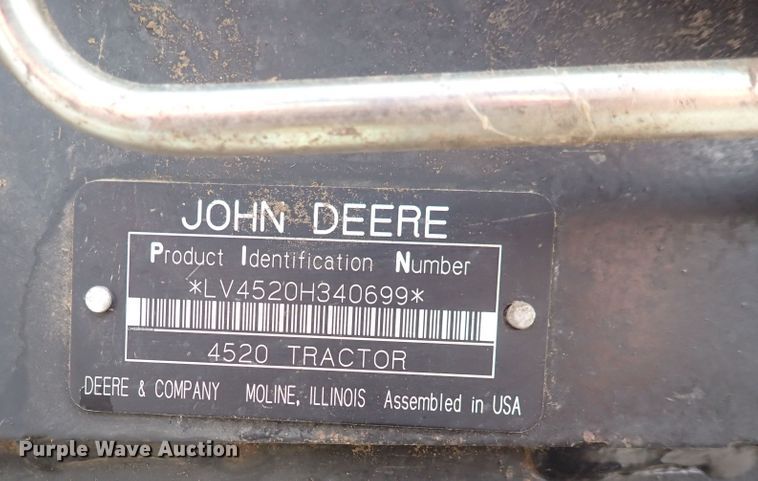 JOHN DEERE
Product Identification Number
*LV4520H340699*
4520 TRACTOR
DEERE & COMPANY MOLINE, ILLINOIS Assembled in USA
Purple Wave Auction